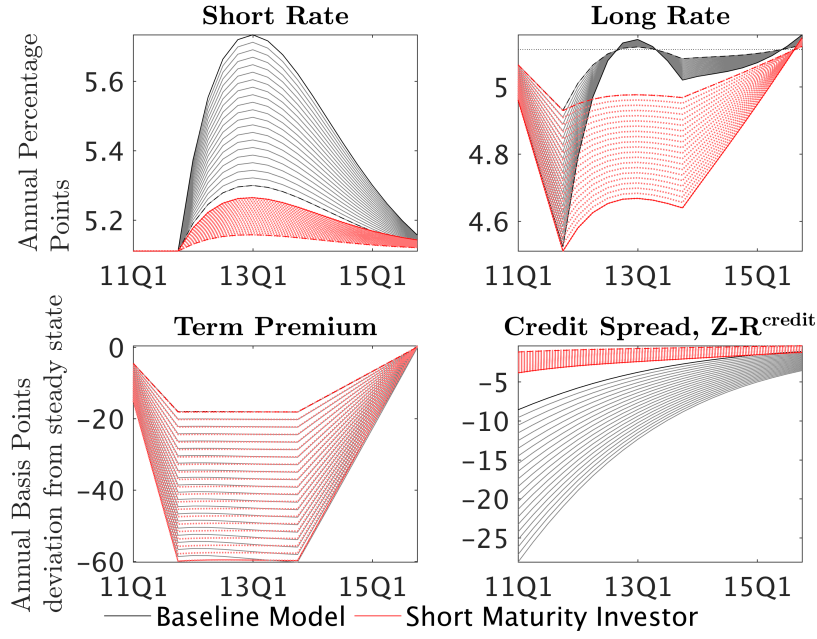 Short Rate
Long Rate
Annual Percentage
Points
5.6
5.4
5.2
11Q1
13Q1
15Q1
5
4.8
4.6
11Q1
13Q1
15Q1
Term Premium
Credit Spread, Z-R^credit
Annual Basis Points
deviation from steady state
0
−20
−40
−60
11Q1
13Q1
15Q1
−5
−10
−15
−20
−25
11Q1
13Q1
15Q1
Baseline Model
Short Maturity Investor